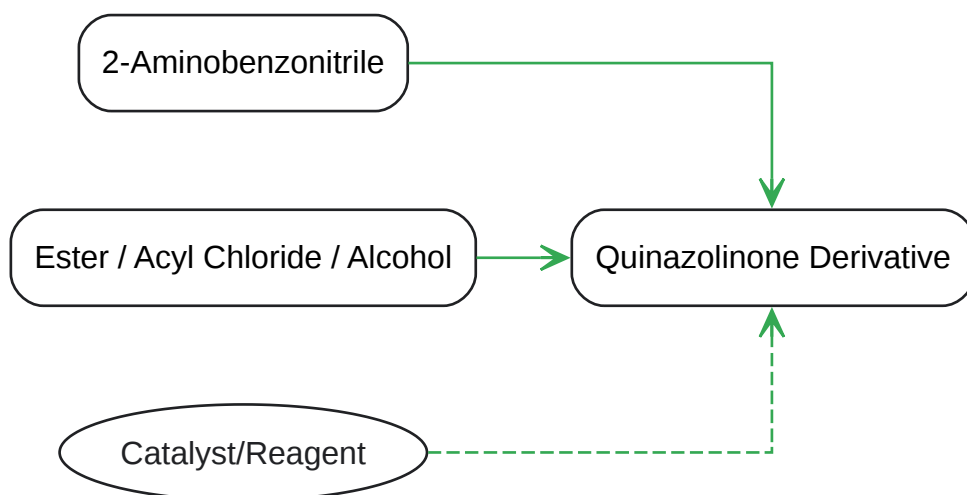 2-Aminobenzonitrile
Ester / Acyl Chloride / Alcohol
Quinazolinone Derivative
Catalyst/Reagent